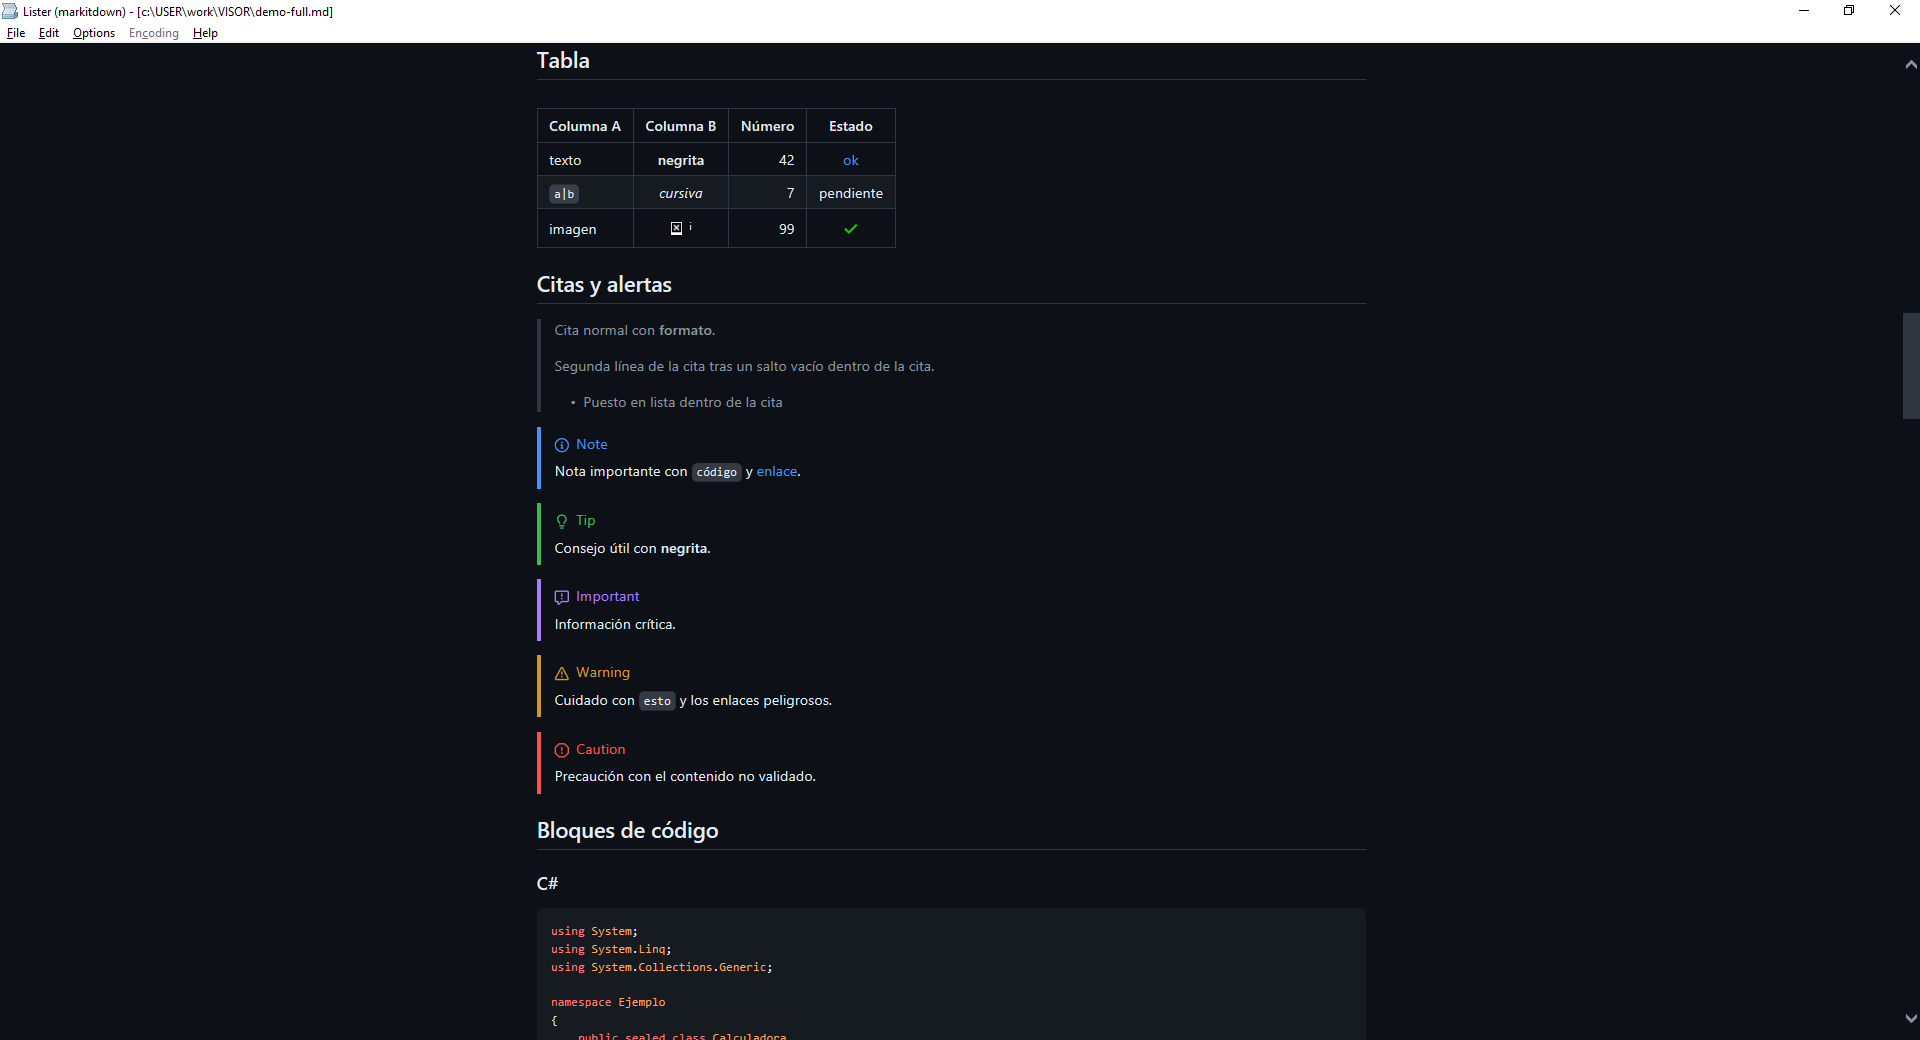 Lister (markitdown) - [c:\USER\work\VISOR\demo-full.md]
File Edit Options Encoding Help
Tabla
Columna A Columna B Número Estado
texto negrita 42 ok
a|b cursiva 7 pendiente
imagen i 99
Citas y alertas
Cita normal con formato.
Segunda línea de la cita tras un salto vacío dentro de la cita.
• Puesto en lista dentro de la cita
Note
Nota importante con código y enlace.
Tip
Consejo útil con negrita.
Important
Información crítica.
Warning
Cuidado con esto y los enlaces peligrosos.
Caution
Precaución con el contenido no validado.
Bloques de código
C#
using System;
using System.Linq;
using System.Collections.Generic;
namespace Ejemplo
{
public sealed class Calculadora